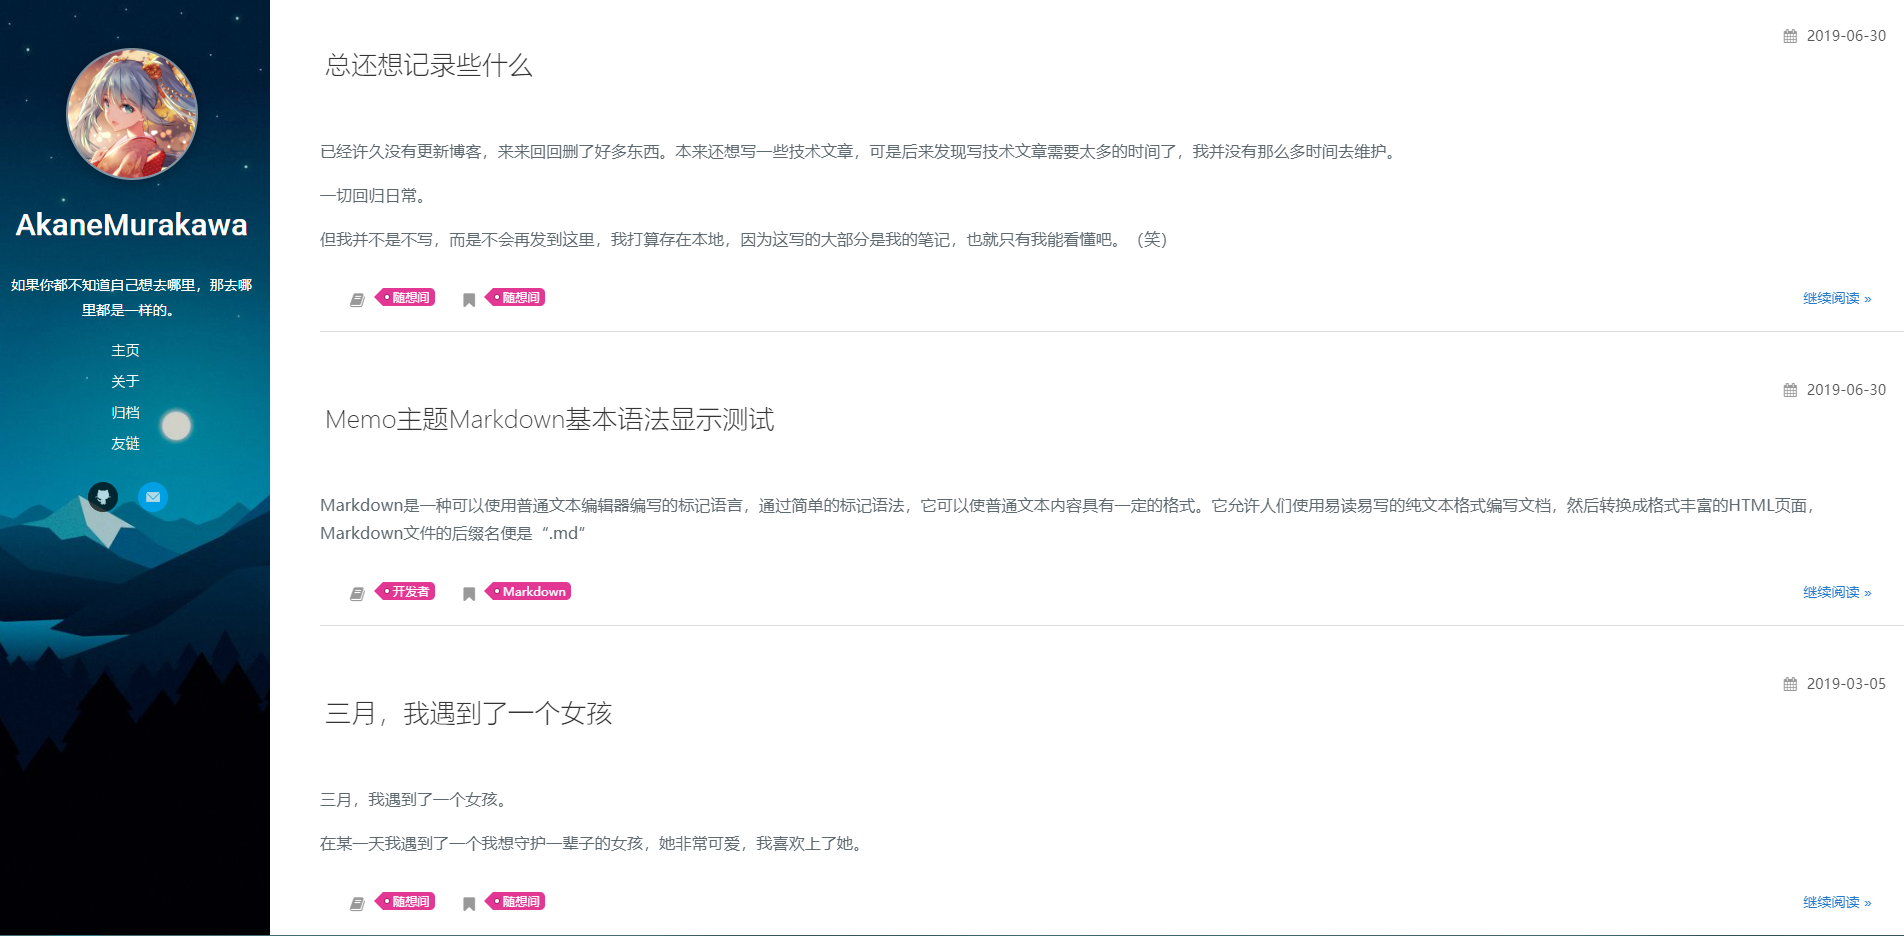 AkaneMurakawa
如果你都不知道自己想去哪里，那去哪
里都是一样的。
主页
关于
归档
友链
2019-06-30
总还想记录些什么
已经许久没有更新博客，来来回回删了好多东西。本来还想写一些技术文章，可是后来发现写技术文章需要太多的时间了，我并没有那么多时间去维护。
一切回归日常。
但我并不是不写，而是不会再发到这里，我打算存在本地，因为这写的大部分是我的笔记，也就只有我能看懂吧。（笑）
随想间 随想间 继续阅读 »
2019-06-30
Memo主题Markdown基本语法显示测试
Markdown是一种可以使用普通文本编辑器编写的标记语言，通过简单的标记语法，它可以使普通文本内容具有一定的格式。它允许人们使用易读易写的纯文本格式编写文档，然后转换成格式丰富的HTML页面，
Markdown文件的后缀名便是“.md”
开发者 Markdown 继续阅读 »
2019-03-05
三月，我遇到了一个女孩
三月，我遇到了一个女孩。
在某一天我遇到了一个我想守护一辈子的女孩，她非常可爱，我喜欢上了她。
随想间 随想间 继续阅读 »